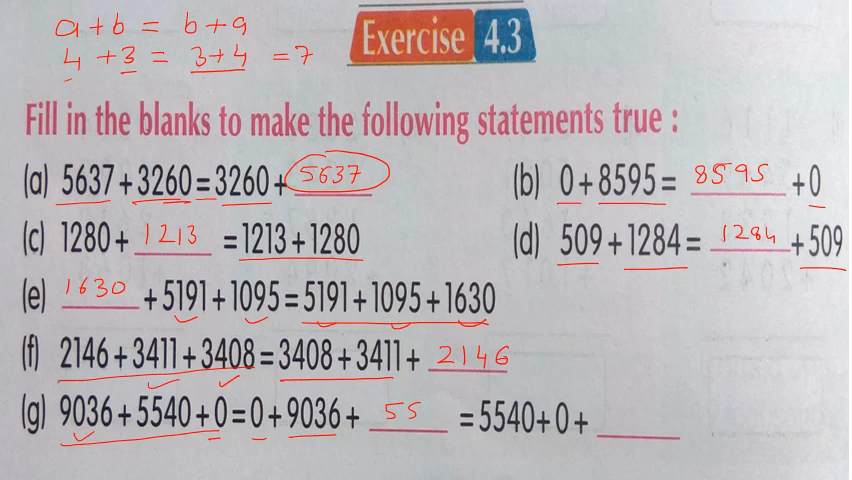 a + b = b + a
4 + 3 = 3 + 4 = 7
Exercise 4.3
Fill in the blanks to make the following statements true :
(a) 5637 + 3260 = 3260 + 5637
(b) 0 + 8595 = 8595 + 0
(c) 1280 + 1213 = 1213 + 1280
(d) 509 + 1284 = 1284 + 509
(e) 1630 + 5191 + 1095 = 5191 + 1095 + 1630
(f) 2146 + 3411 + 3408 = 3408 + 3411 + 2146
(g) 9036 + 5540 + 0 = 0 + 9036 + 55 = 5540 + 0 +